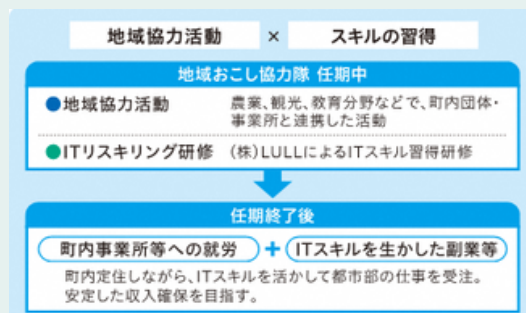 地域協力活動 × スキルの習得
地域おこし協力隊 任期中
●地域協力活動 農業、観光、教育分野などで、町内団体・
事業所と連携した活動
●ITリスキリング研修 (株)LULLによるITスキル習得研修
任期終了後
町内事業所等への就労 + ITスキルを生かした副業等
町内定住しながら、ITスキルを活かして都市部の仕事を受注。
安定した収入確保を目指す。